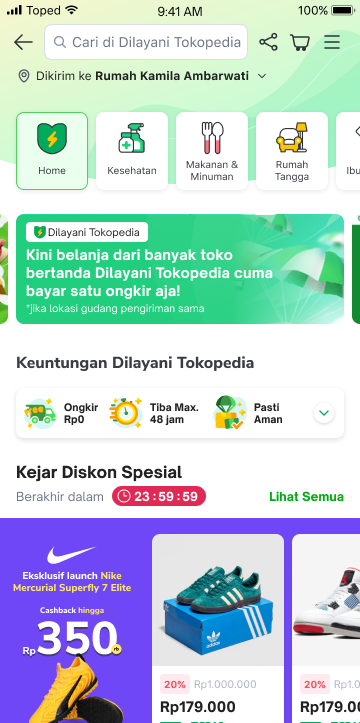 Toped 9:41 AM 100%
Cari di Dilayani Tokopedia
Dikirim ke Rumah Kamila Ambarwati
Home
Kesehatan
Makanan &
Minuman
Rumah
Tangga
Ibu
Dilayani Tokopedia
Kini belanja dari banyak toko
bertanda Dilayani Tokopedia cuma
bayar satu ongkir aja!
*jika lokasi gudang pengiriman sama
Keuntungan Dilayani Tokopedia
Ongkir
Rp0
Tiba Max.
48 jam
Pasti
Aman
Kejar Diskon Spesial
Berakhir dalam 23 : 59 : 59 Lihat Semua
Eksklusif launch Nike
Mercurial Superfly 7 Elite
Cashback hingga
Rp 350 rb
adidas
20% Rp1.000.000
Rp179.000
20% Rp1.0
Rp179.000